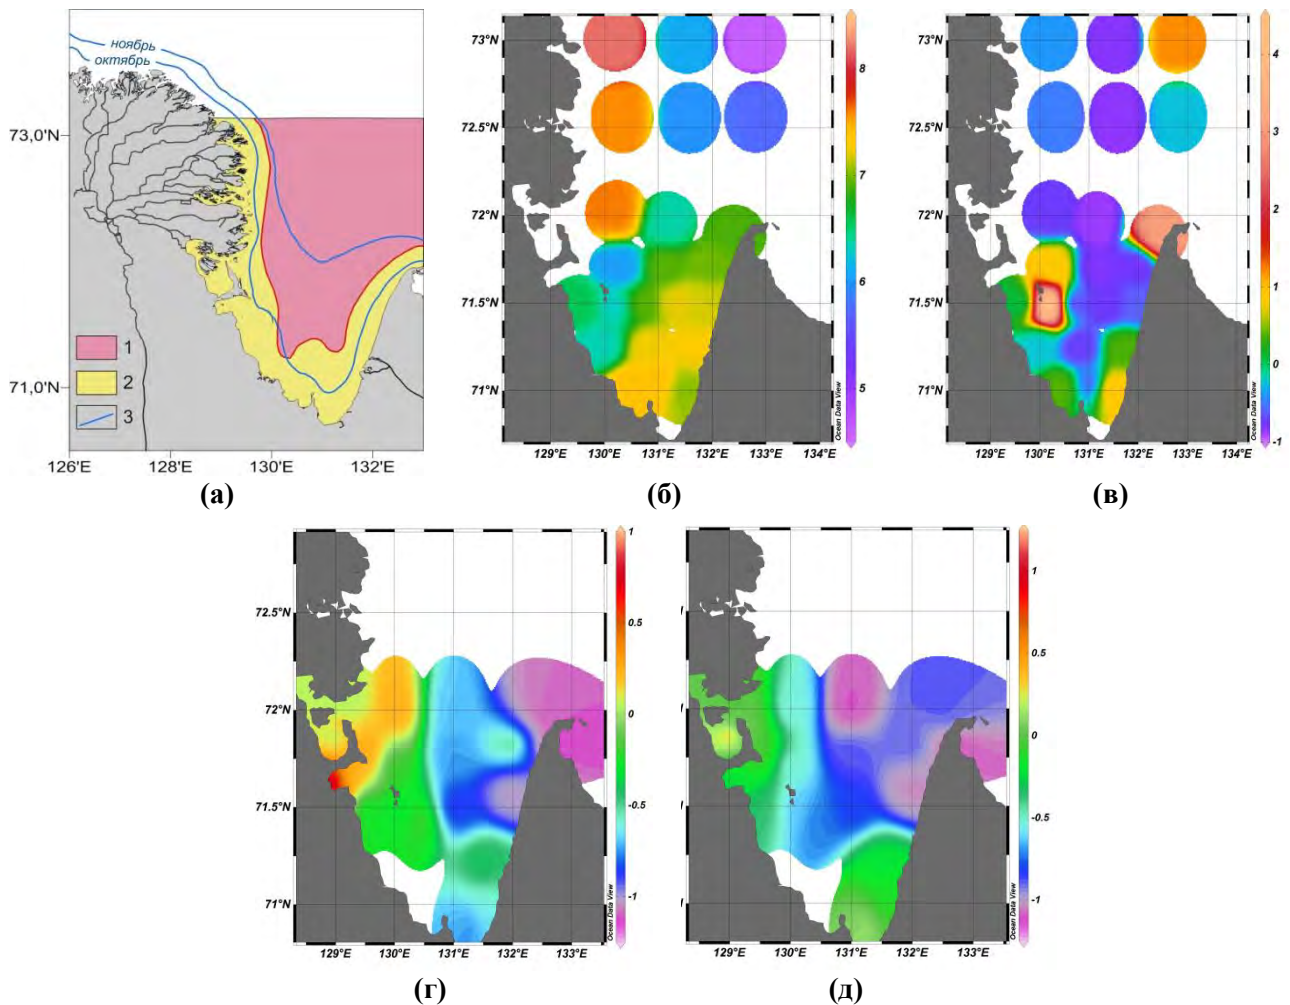 ноябрь
октябрь
73,0'N
71,0'N
1
2
3
126°E 128°E 130°E 132°E
(а)
73°N
72.5°N
72°N
71.5°N
71°N
129°E 130°E 131°E 132°E 133°E 134°E
8
7
6
5
Ocean Data View
(б)
73°N
72.5°N
72°N
71.5°N
71°N
129°E 130°E 131°E 132°E 133°E 134°E
4
3
2
1
0
-1
Ocean Data View
(в)
72.5°N
72°N
71.5°N
71°N
129°E 130°E 131°E 132°E 133°E
1
0.5
0
-0.5
-1
Ocean Data View
(г)
129°E 130°E 131°E 132°E 133°E
1
0.5
0
-0.5
-1
Ocean Data View
(д)